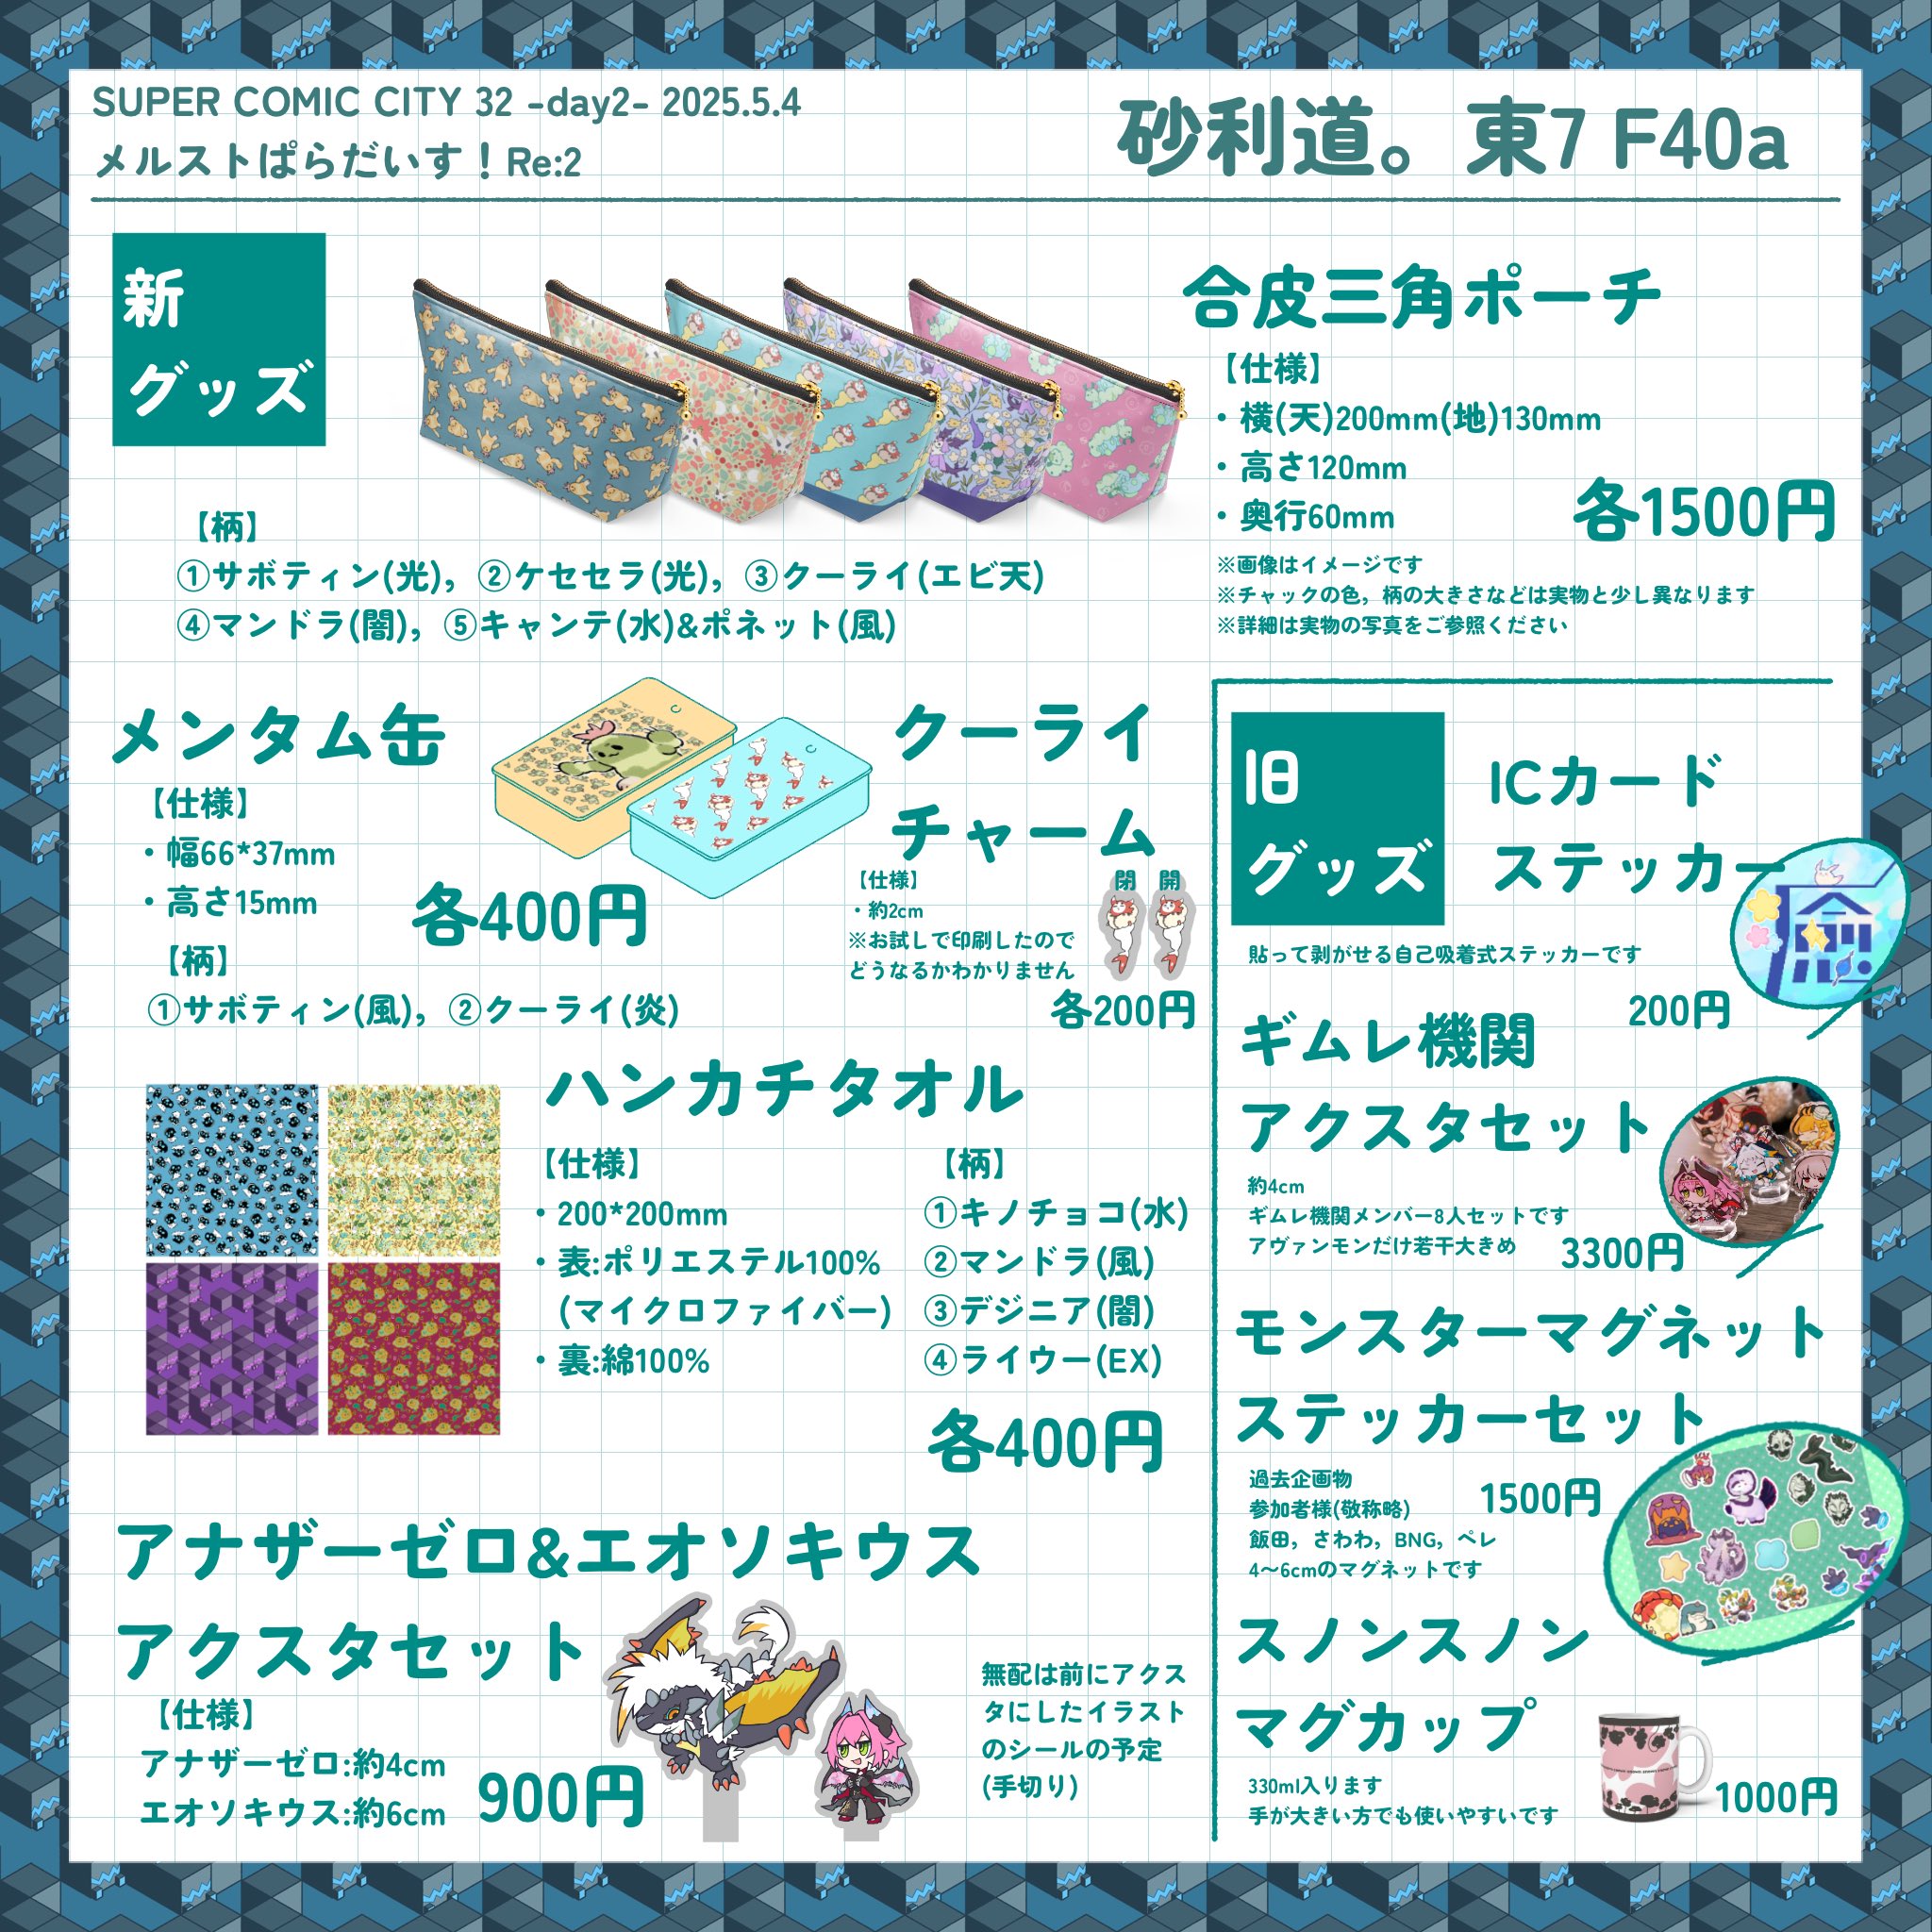 SUPER COMIC CITY 32 -day2- 2025.5.4
メルストぱらだいす！Re:2
砂利道。東7 F40a
新
グッズ
合皮三角ポーチ
【仕様】
・横(天)200mm(地)130mm
・高さ120mm
・奥行60mm
各1500円
※画像はイメージです
※チャックの色，柄の大きさなどは実物と少し異なります
※詳細は実物の写真をご参照ください
【柄】
①サボティン(光)，②ケセセラ(光)，③クーライ(エビ天)
④マンドラ(闇)，⑤キャンテ(水)&ポネット(風)
メンタム缶
【仕様】
・幅66*37mm
・高さ15mm
各400円
【柄】
①サボティン(風)，②クーライ(炎)
クーライ
チャーム
【仕様】
・約2cm
※お試しで印刷したので
どうなるかわかりません
閉 開
各200円
ハンカチタオル
【仕様】
・200*200mm
・表:ポリエステル100%
(マイクロファイバー)
・裏:綿100%
【柄】
①キノチョコ(水)
②マンドラ(風)
③デジニア(闇)
④ライウー(EX)
各400円
アナザーゼロ&エオソキウス
アクスタセット
【仕様】
アナザーゼロ:約4cm
エオソキウス:約6cm
900円
無配は前にアクス
タにしたイラスト
のシールの予定
(手切り)
旧
グッズ
ICカード
ステッカー
貼って剥がせる自己吸着式ステッカーです
200円
ギムレ機関
アクスタセット
約4cm
ギムレ機関メンバー8人セットです
アヴァンモンだけ若干大きめ
3300円
モンスターマグネット
ステッカーセット
過去企画物
参加者様(敬称略)
飯田，さわわ，BNG，ペレ
4～6cmのマグネットです
1500円
スノンスノン
マグカップ
330ml入ります
手が大きい方でも使いやすいです
1000円